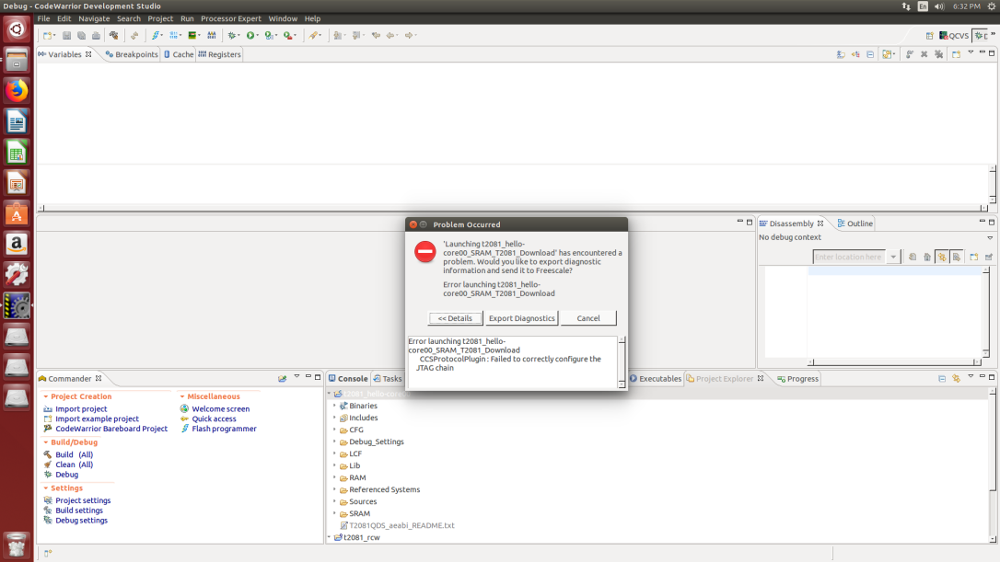 Debug - CodeWarrior Development Studio
En
6:32 PM
File Edit Navigate Search Project Run Processor Expert Window Help
QCVS
Variables
Breakpoints
Cache
Registers
Problem Occurred
'Launching t2081_hello-
core00_SRAM_T2081_Download' has encountered a
problem. Would you like to export diagnostic
information and send it to Freescale?
Error launching t2081_hello-
core00_SRAM_T2081_Download
<< Details
Export Diagnostics
Cancel
Error launching t2081_hello-
core00_SRAM_T2081_Download
CCSProtocolPlugin : Failed to correctly configure the
JTAG chain
Disassembly
Outline
No debug context
Enter location here
Commander
Project Creation
Import project
Import example project
CodeWarrior Bareboard Project
Build/Debug
Build (All)
Clean (All)
Debug
Settings
Project settings
Build settings
Debug settings
Miscellaneous
Welcome screen
Quick access
Flash programmer
Console
Tasks
Executables
Project Explorer
Progress
t2081_hello-core
Binaries
Includes
CFG
Debug_Settings
LCF
Lib
RAM
Referenced Systems
Sources
SRAM
T2081QDS_aeabi_README.txt
t2081_rcw